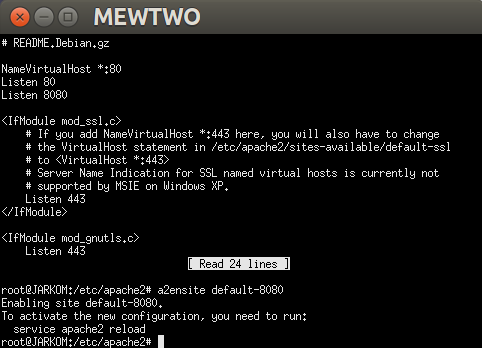 MEWTWO
# README.Debian.gz
NameVirtualHost *:80
Listen 80
Listen 8080
<IfModule mod_ssl.c>
# If you add NameVirtualHost *:443 here, you will also have to change
# the VirtualHost statement in /etc/apache2/sites-available/default-ssl
# to <VirtualHost *:443>
# Server Name Indication for SSL named virtual hosts is currently not
# supported by MSIE on Windows XP.
Listen 443
</IfModule>
<IfModule mod_gnutls.c>
Listen 443
[ Read 24 lines ]
root@JARKOM:/etc/apache2# a2ensite default-8080
Enabling site default-8080.
To activate the new configuration, you need to run:
service apache2 reload
root@JARKOM:/etc/apache2#